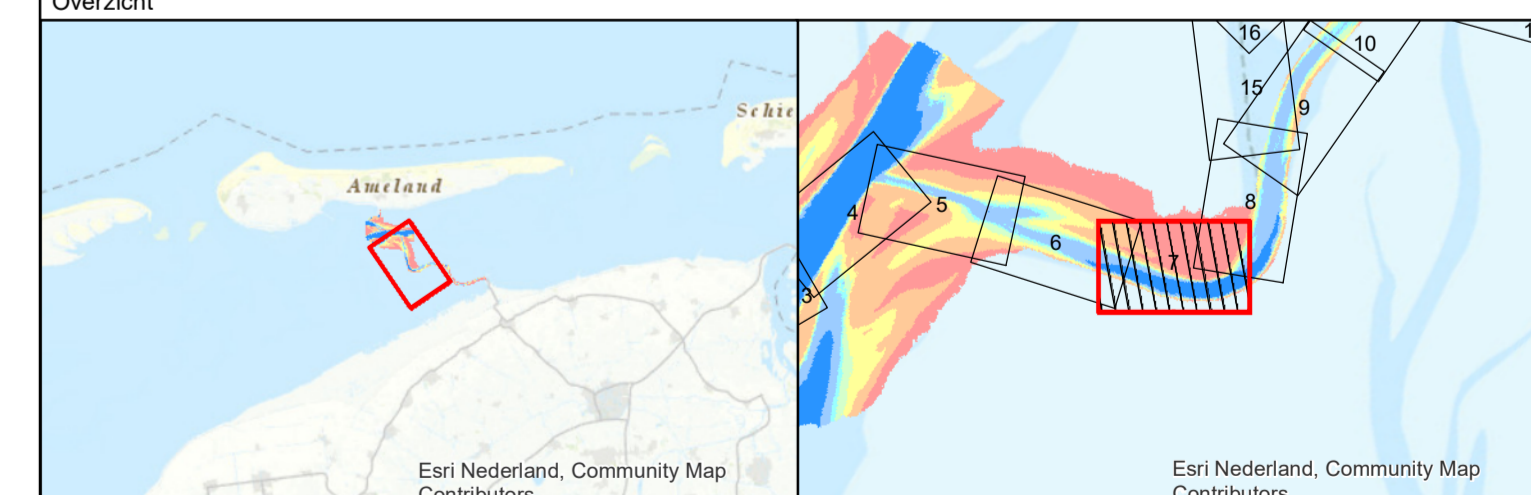 Overzicht
Schie
Ameland
Esri Nederland, Community Map
Contributors
16
10
1
15
9
4
5
8
6
7
3
Esri Nederland, Community Map
Contributors